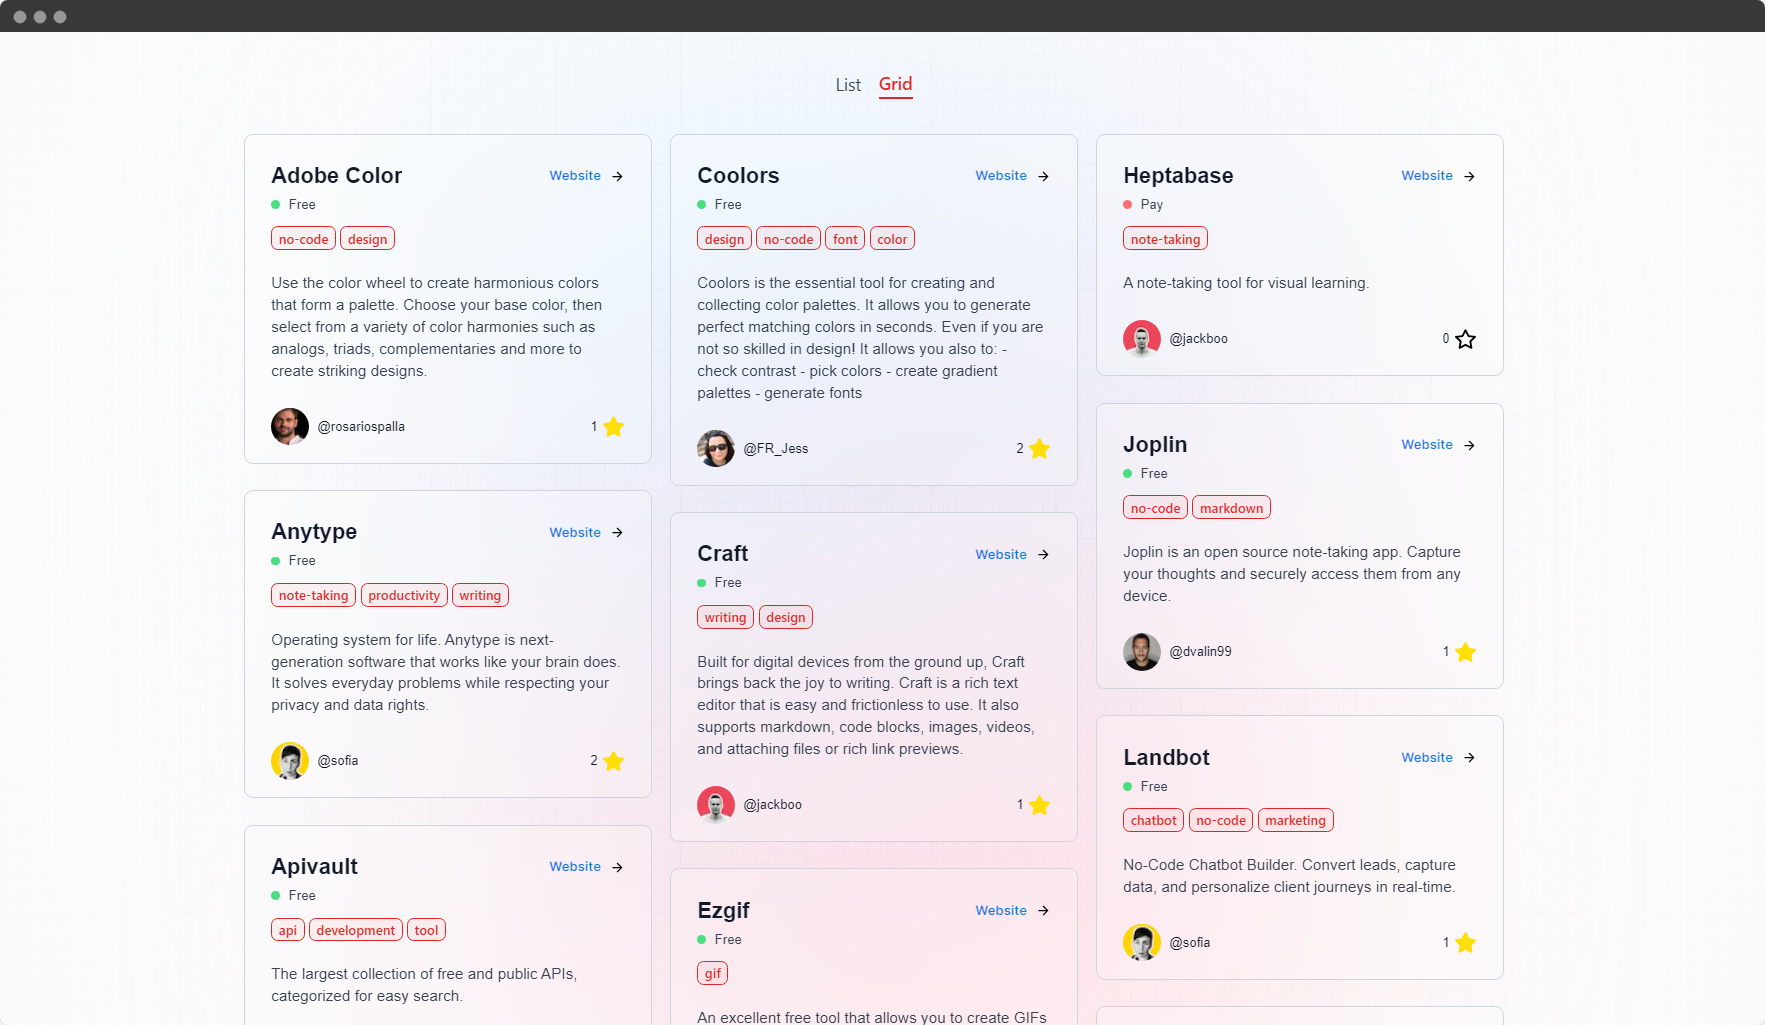 List Grid
Adobe Color Website
Free
no-code design
Use the color wheel to create harmonious colors
that form a palette. Choose your base color, then
select from a variety of color harmonies such as
analogs, triads, complementaries and more to
create striking designs.
@rosariospalla 1
Anytype Website
Free
note-taking productivity writing
Operating system for life. Anytype is next-
generation software that works like your brain does.
It solves everyday problems while respecting your
privacy and data rights.
@sofia 2
Apivault Website
Free
api development tool
The largest collection of free and public APIs,
categorized for easy search.
Coolors Website
Free
design no-code font color
Coolors is the essential tool for creating and
collecting color palettes. It allows you to generate
perfect matching colors in seconds. Even if you are
not so skilled in design! It allows you also to: -
check contrast - pick colors - create gradient
palettes - generate fonts
@FR_Jess 2
Craft Website
Free
writing design
Built for digital devices from the ground up, Craft
brings back the joy to writing. Craft is a rich text
editor that is easy and frictionless to use. It also
supports markdown, code blocks, images, videos,
and attaching files or rich link previews.
@jackboo 1
Ezgif Website
Free
gif
An excellent free tool that allows you to create GIFs
Heptabase Website
Pay
note-taking
A note-taking tool for visual learning.
@jackboo 0
Joplin Website
Free
no-code markdown
Joplin is an open source note-taking app. Capture
your thoughts and securely access them from any
device.
@dvalin99 1
Landbot Website
Free
chatbot no-code marketing
No-Code Chatbot Builder. Convert leads, capture
data, and personalize client journeys in real-time.
@sofia 1